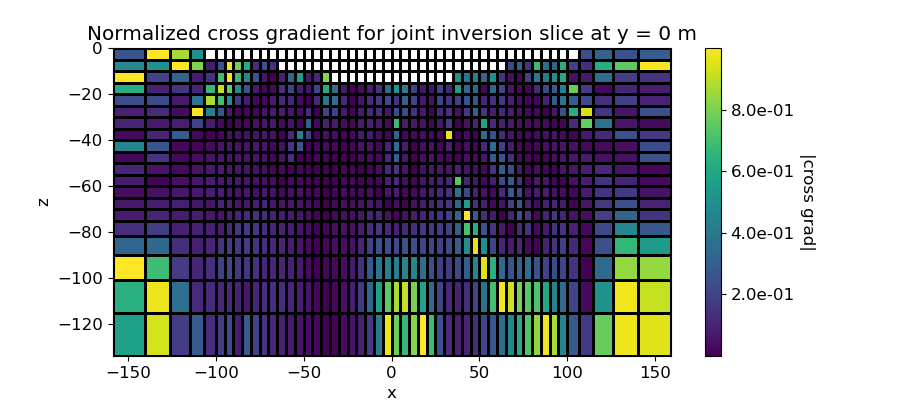 Normalized cross gradient for joint inversion slice at y = 0 m
0
−20
−40
−60
−80
−100
−120
z
−150
−100
−50
0
50
100
150
x
8.0e-01
6.0e-01
4.0e-01
2.0e-01
|cross grad|